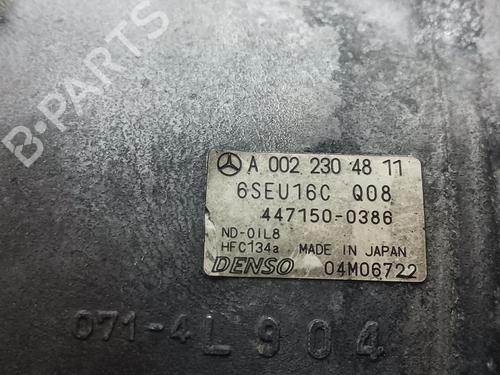 B-PARTS
A 002 230 48 11
6SEU16C Q08
447150-0386
ND-OIL8
HFC134a MADE IN JAPAN
DENSO 04M06722
071-4L904